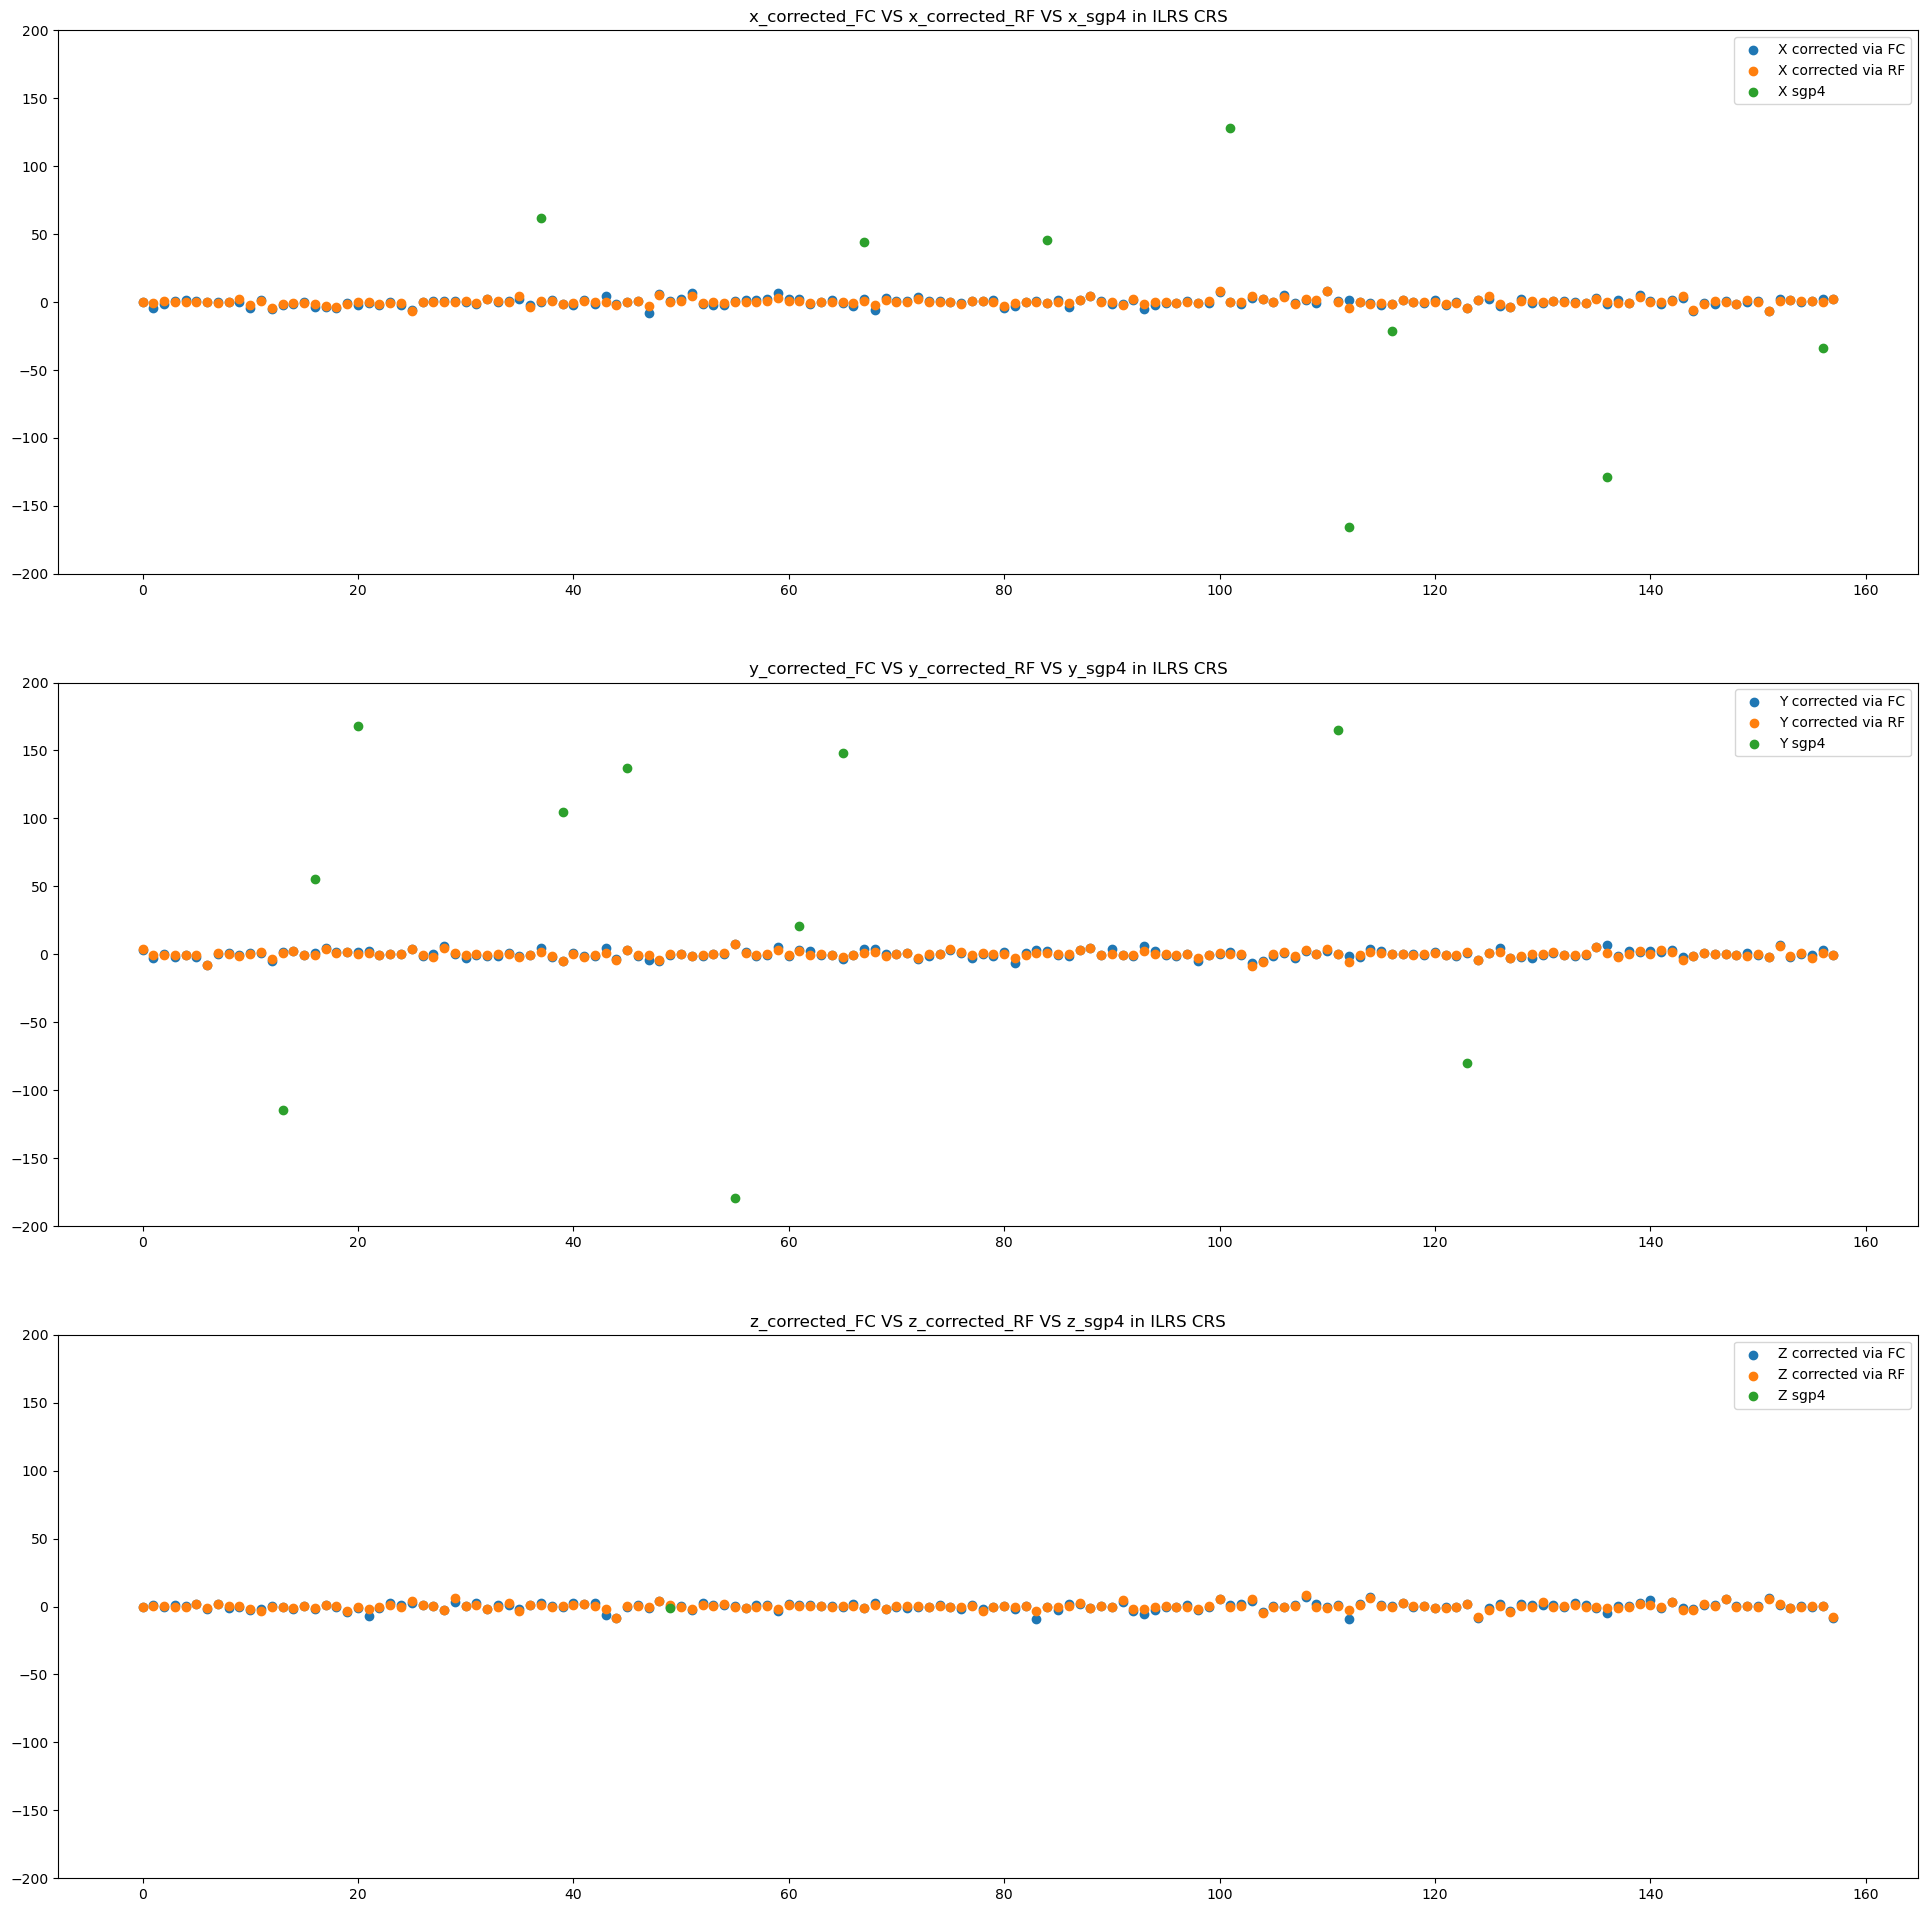 x_corrected_FC VS x_corrected_RF VS x_sgp4 in ILRS CRS
200
150
100
50
0
−50
−100
−150
−200
X corrected via FC
X corrected via RF
X sgp4
0 20 40 60 80 100 120 140 160
y_corrected_FC VS y_corrected_RF VS y_sgp4 in ILRS CRS
200
150
100
50
0
−50
−100
−150
−200
Y corrected via FC
Y corrected via RF
Y sgp4
0 20 40 60 80 100 120 140 160
z_corrected_FC VS z_corrected_RF VS z_sgp4 in ILRS CRS
200
150
100
50
0
−50
−100
−150
−200
Z corrected via FC
Z corrected via RF
Z sgp4
0 20 40 60 80 100 120 140 160